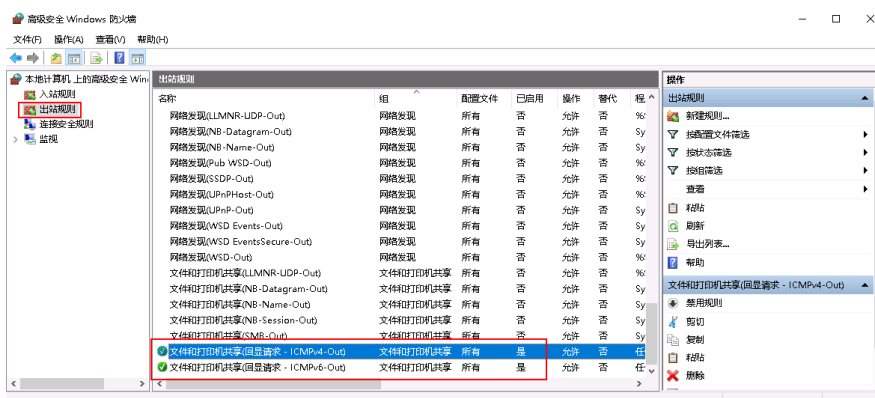 高级安全 Windows 防火墙
文件(F) 操作(A) 查看(V) 帮助(H)
本地计算机 上的高级安全 Win
入站规则
出站规则
连接安全规则
监视
出站规则
名称 组 配置文件 已启用 操作 替代 程
网络发现(LLMNR-UDP-Out) 网络发现 所有 否 允许 否 %
网络发现(NB-Datagram-Out) 网络发现 所有 否 允许 否 Sy
网络发现(NB-Name-Out) 网络发现 所有 否 允许 否 Sy
网络发现(Pub WSD-Out) 网络发现 所有 否 允许 否 %
网络发现(SSDP-Out) 网络发现 所有 否 允许 否 %
网络发现(UPnPHost-Out) 网络发现 所有 否 允许 否 %
网络发现(UPnP-Out) 网络发现 所有 否 允许 否 Sy
网络发现(WSD Events-Out) 网络发现 所有 否 允许 否 Sy
网络发现(WSD EventsSecure-Out) 网络发现 所有 否 允许 否 Sy
网络发现(WSD-Out) 网络发现 所有 否 允许 否 %
文件和打印机共享(LLMNR-UDP-Out) 文件和打印机共享 所有 否 允许 否 %
文件和打印机共享(NB-Datagram-Out) 文件和打印机共享 所有 否 允许 否 Sy
文件和打印机共享(NB-Name-Out) 文件和打印机共享 所有 否 允许 否 Sy
文件和打印机共享(NB-Session-Out) 文件和打印机共享 所有 否 允许 否 Sy
文件和打印机共享(SMB-Out) 文件和打印机共享 所有 否 允许 否 Sy
文件和打印机共享(回显请求 - ICMPv4-Out) 文件和打印机共享 所有 是 允许 否 任
文件和打印机共享(回显请求 - ICMPv6-Out) 文件和打印机共享 所有 是 允许 否 任
操作
出站规则
新建规则...
按配置文件筛选
按状态筛选
按组筛选
查看
粘贴
刷新
导出列表...
帮助
文件和打印机共享(回显请求 - ICMPv4-Out)
禁用规则
剪切
复制
粘贴
删除